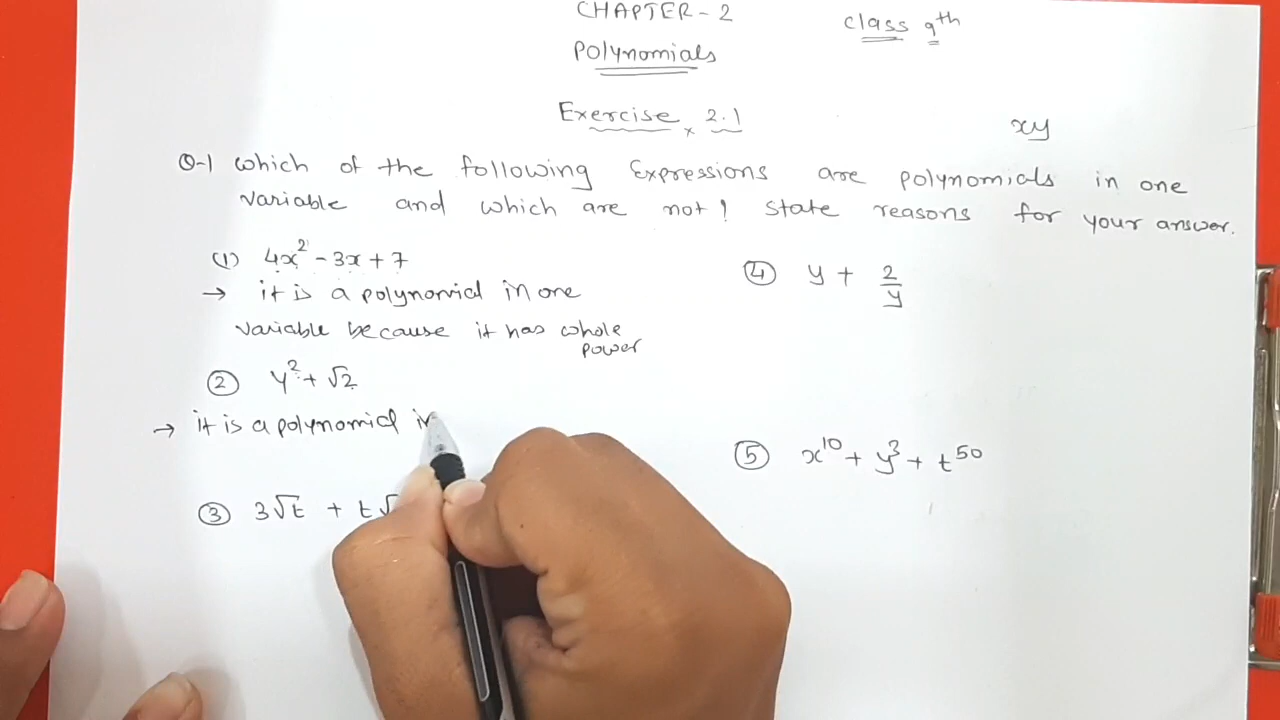 CHAPTER-2
Class 9th
Polynomials
Exercise 2.1
xy
Q-1 which of the following Expressions are polynomials in one
variable and which are not! State reasons for your answer.
(1) 4x² - 3x + 7
→ it is a polynomial in one
variable because it has whole
power
② y² + √2
→ it is a polynomial in
③ 3√t + t√
④ y + 2/y
⑤ x¹⁰ + y³ + t⁵⁰